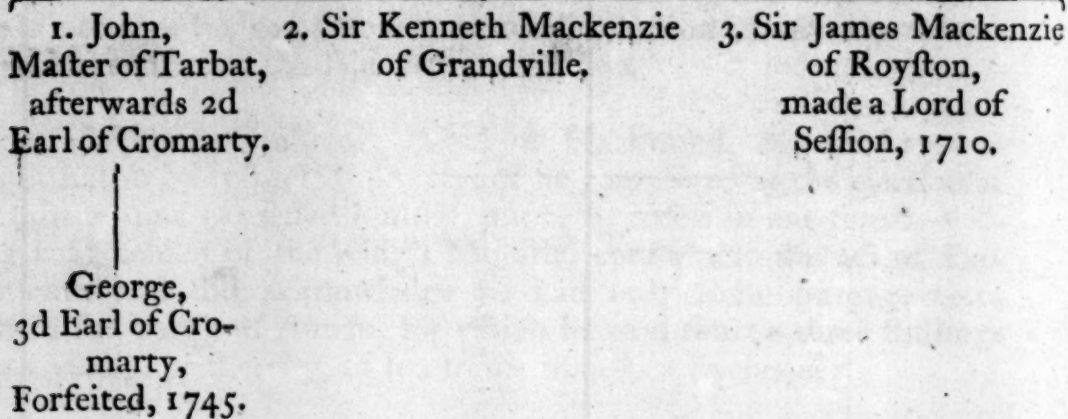 1. John,
Maſter of Tarbat,
afterwards 2d
Earl of Cromarty.
2. Sir Kenneth Mackenzie
of Grandville.
3. Sir James Mackenzie
of Royſton,
made a Lord of
Seſſion, 1710.
George,
3d Earl of Cro-
marty,
Forfeited, 1745.